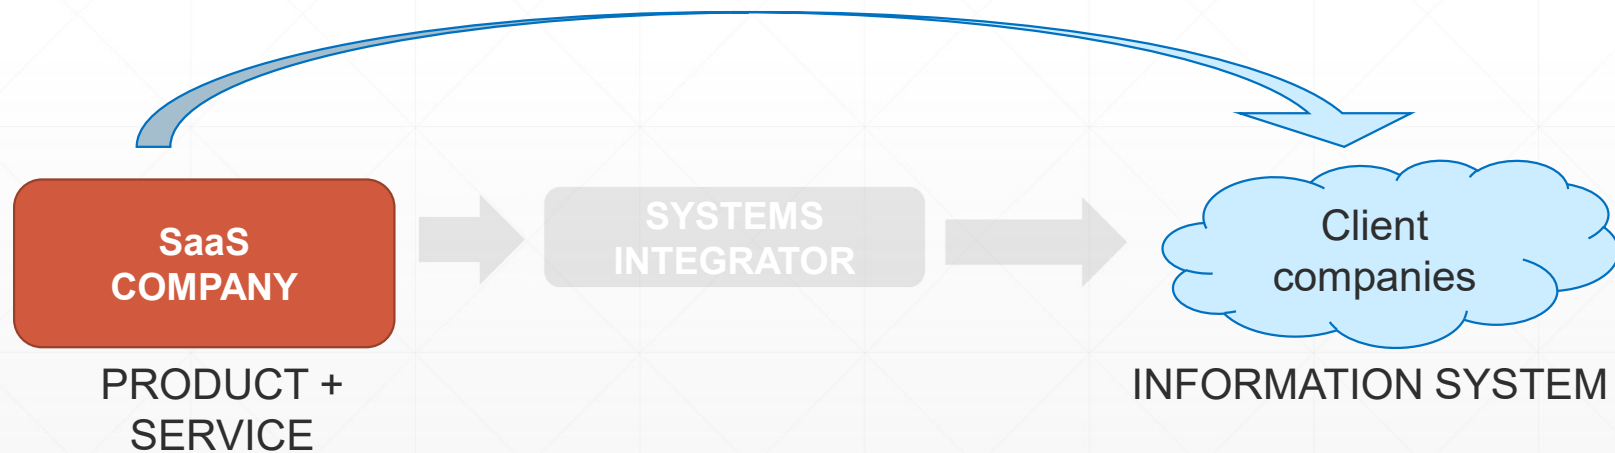 SaaS
COMPANY
SYSTEMS
INTEGRATOR
Client
companies
PRODUCT +
SERVICE
INFORMATION SYSTEM